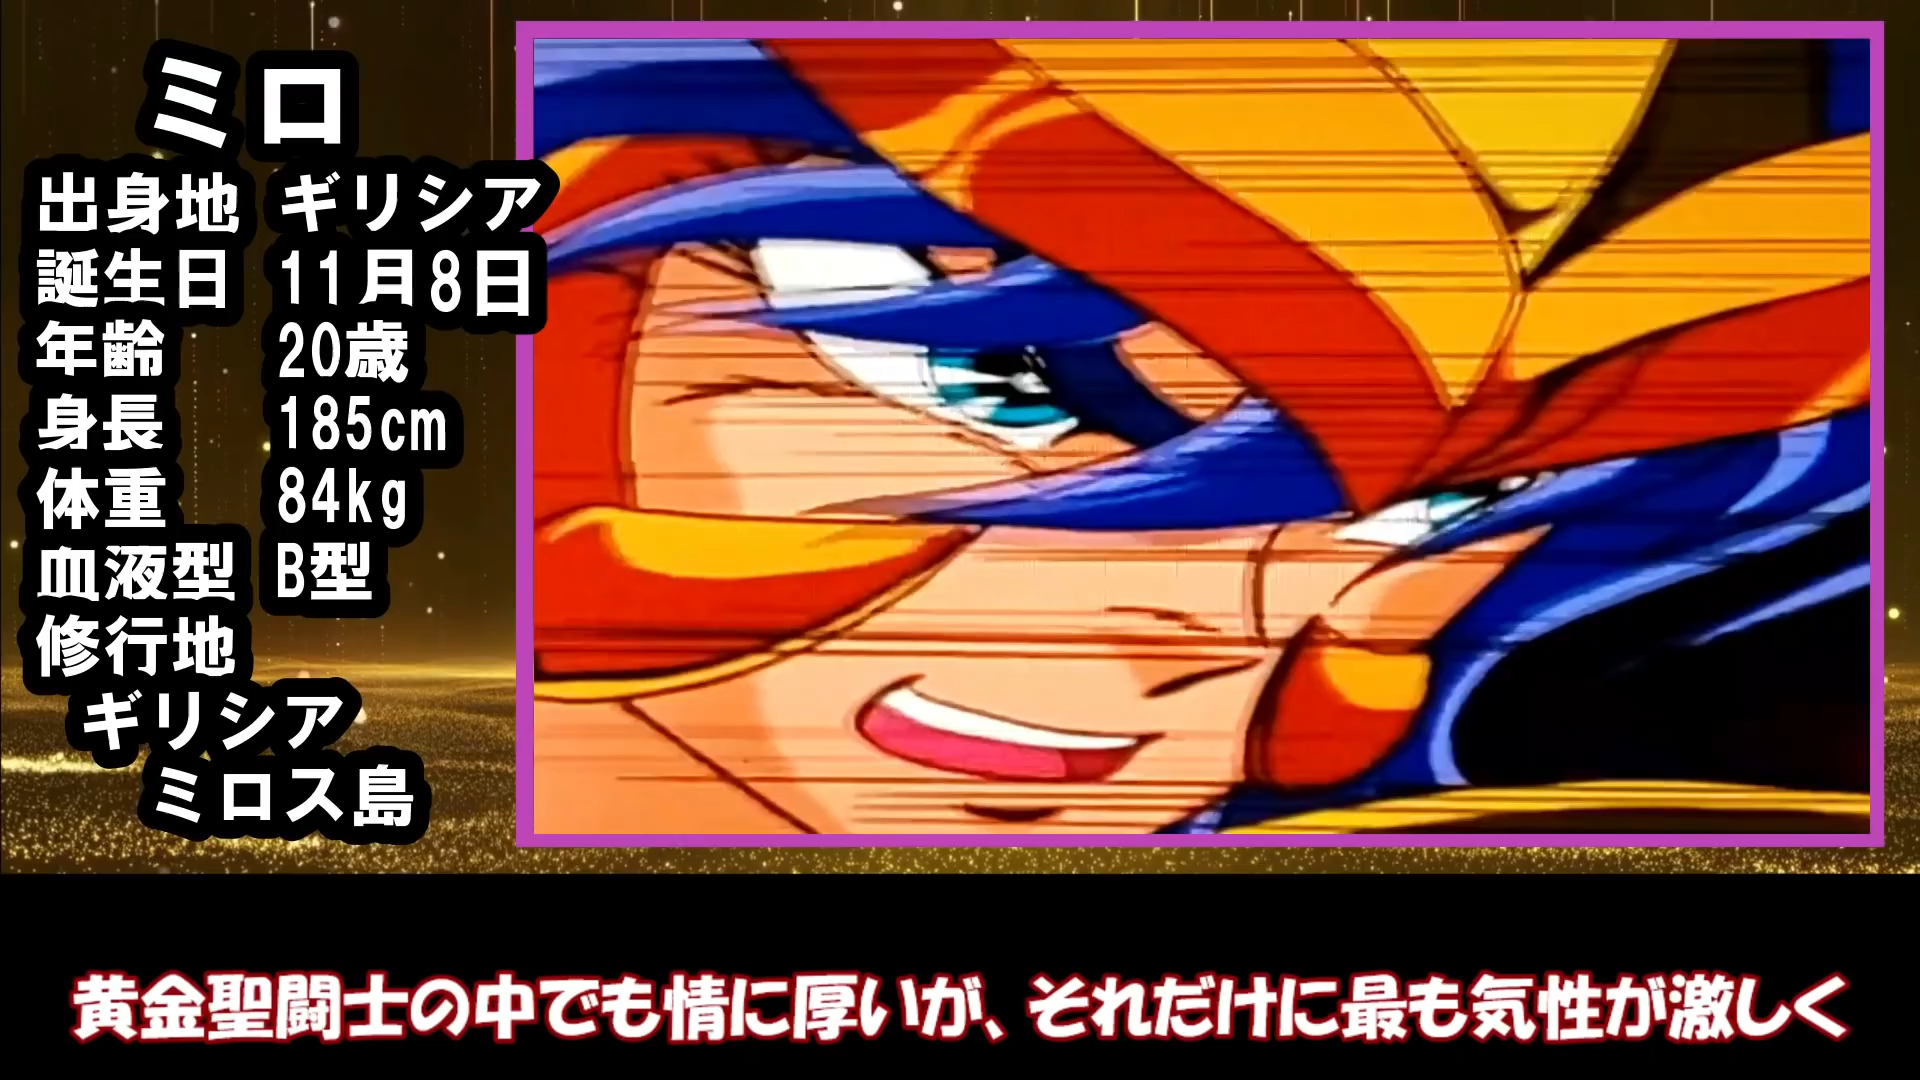 ミロ
出身地 ギリシア
誕生日 11月8日
年齢 20歳
身長 185cm
体重 84kg
血液型 B型
修行地
ギリシア
ミロス島
黄金聖闘士の中でも情に厚いが、それだけに最も気性が激しく